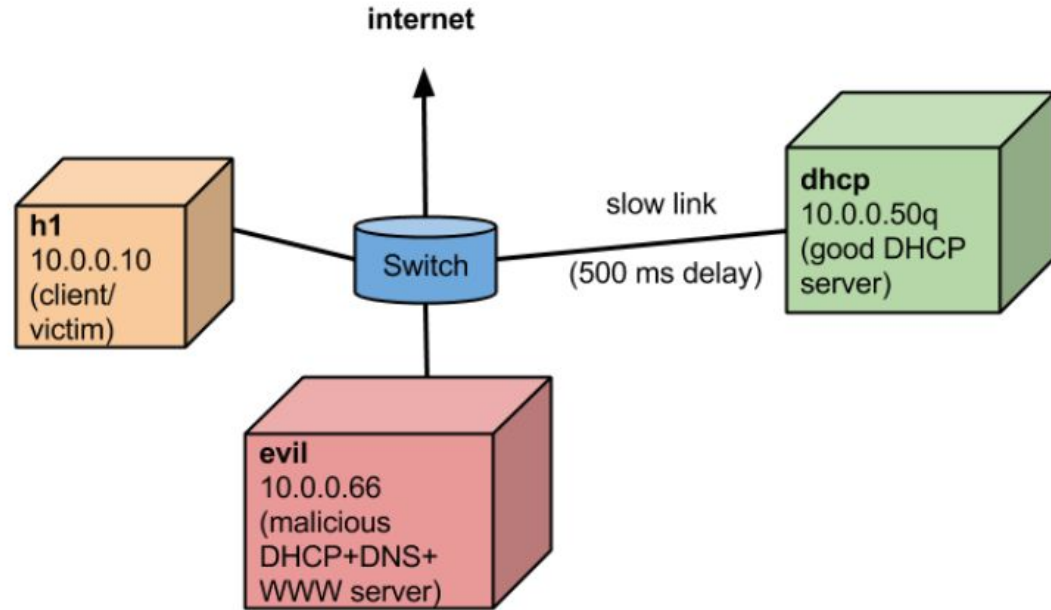 internet
h1
10.0.0.10
(client/
victim)
Switch
slow link
(500 ms delay)
dhcp
10.0.0.50q
(good DHCP
server)
evil
10.0.0.66
(malicious
DHCP+DNS+
WWW server)